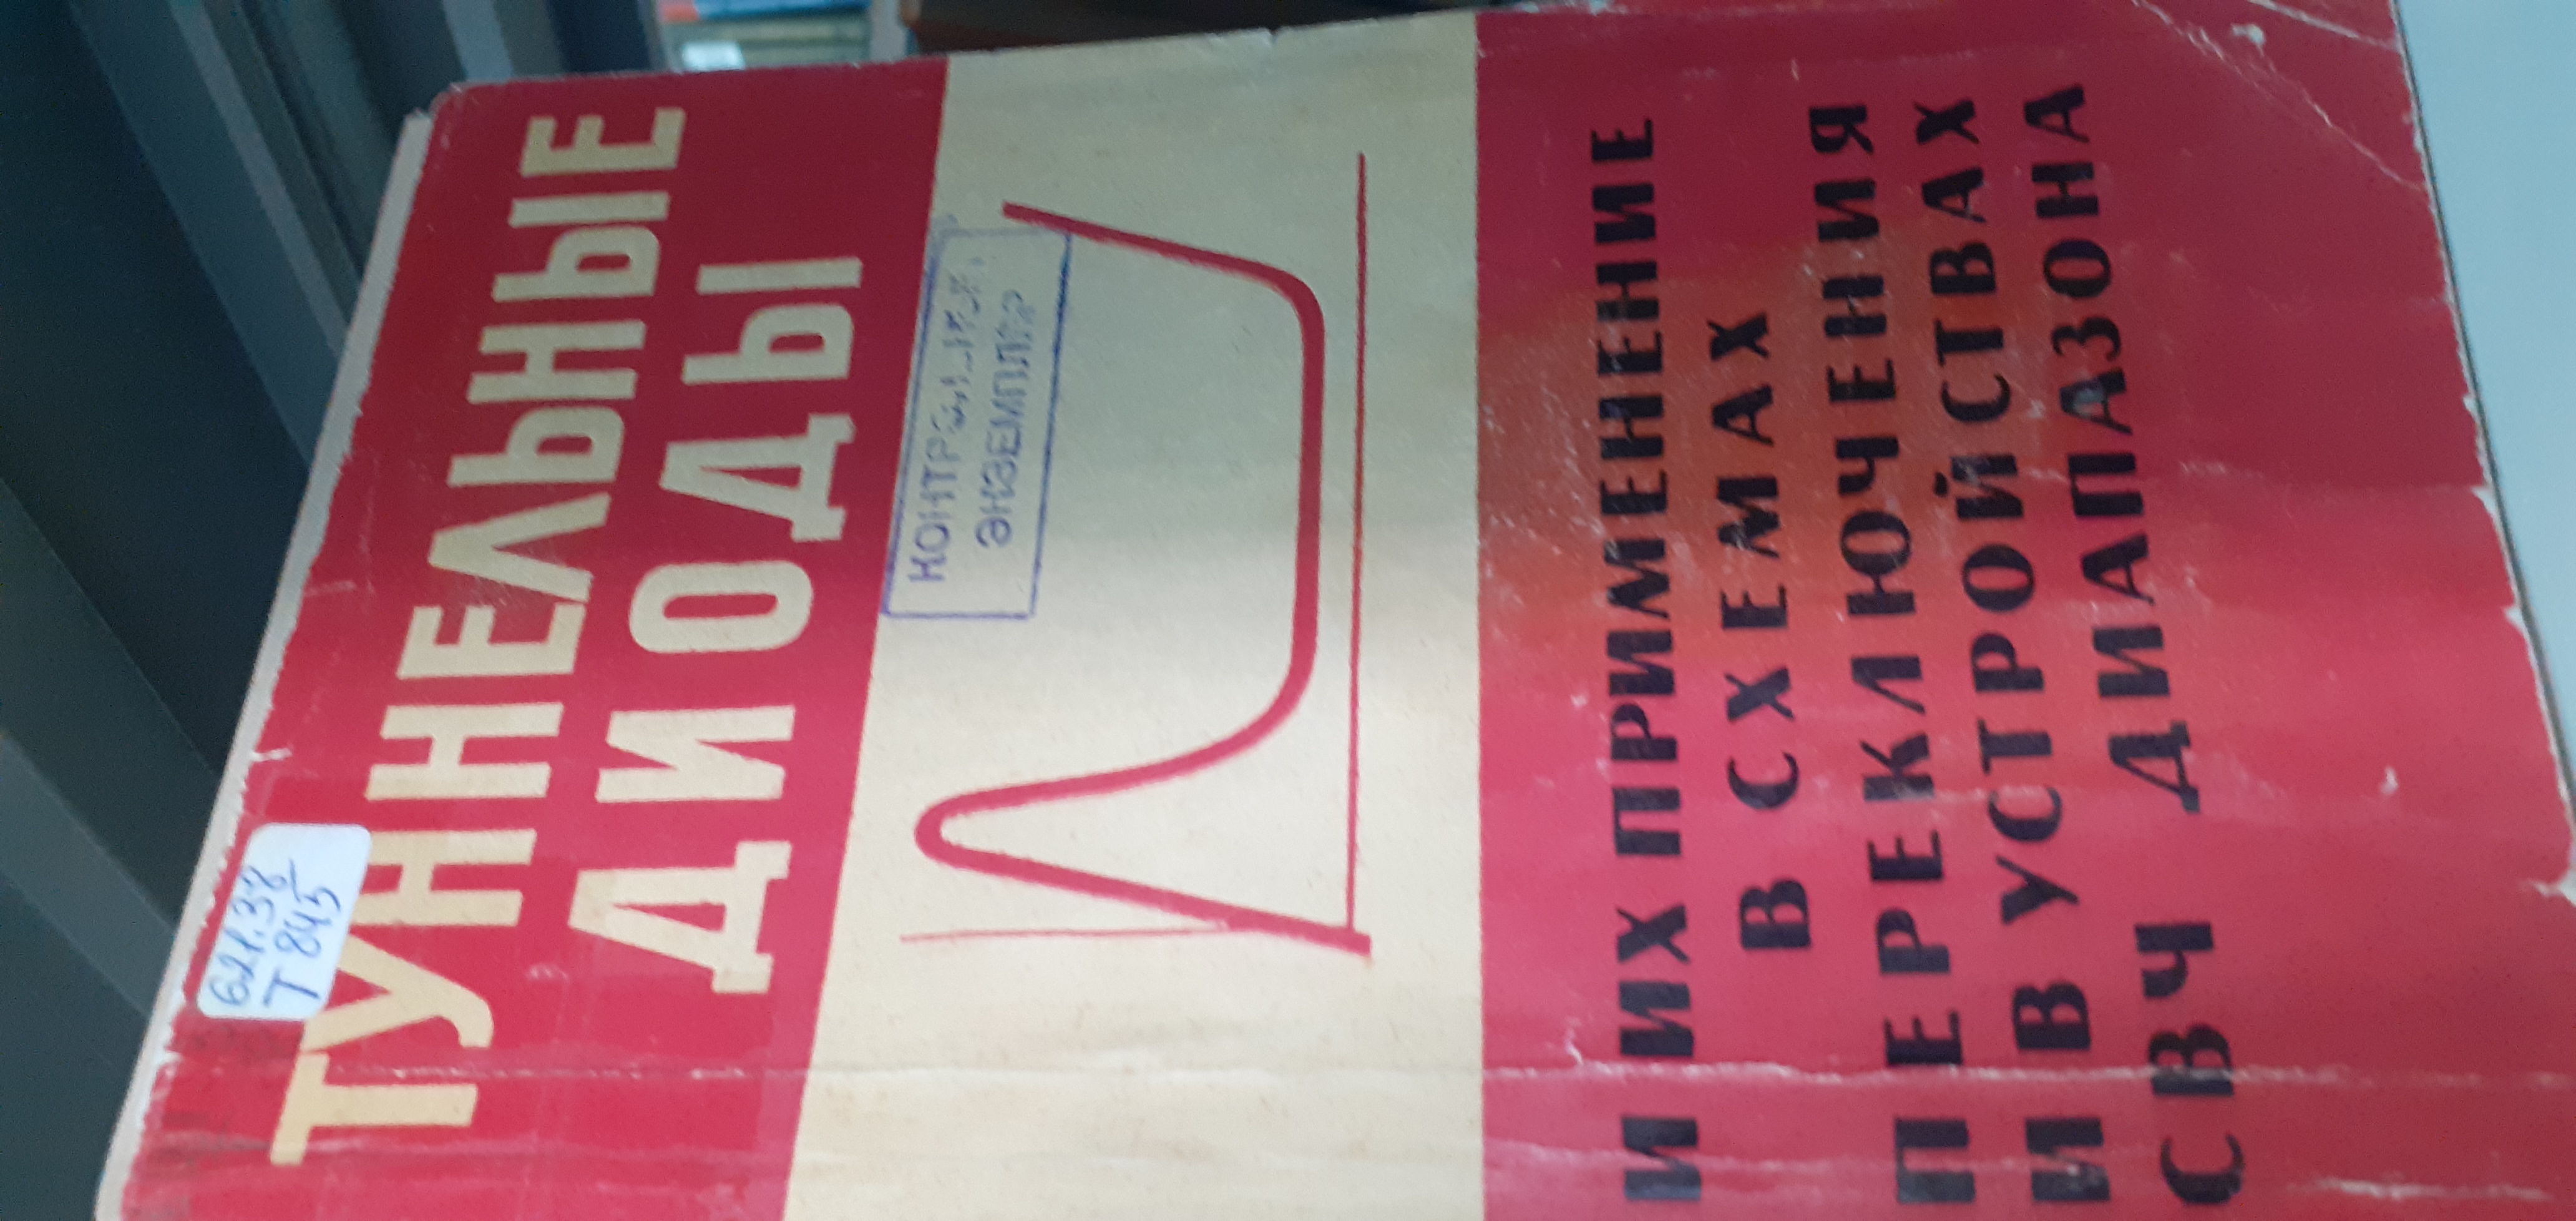 621.38
Т 845
ТУННЕЛЬНЫЕ
ДИОДЫ
КОНТРОЛЬНЫЙ
ЭКЗЕМПЛЯР
И ИХ ПРИМЕНЕНИЕ
В СХЕМАХ
ПЕРЕКЛЮЧЕНИЯ
И В УСТРОЙСТВАХ
СВЧ ДИАПАЗОНА